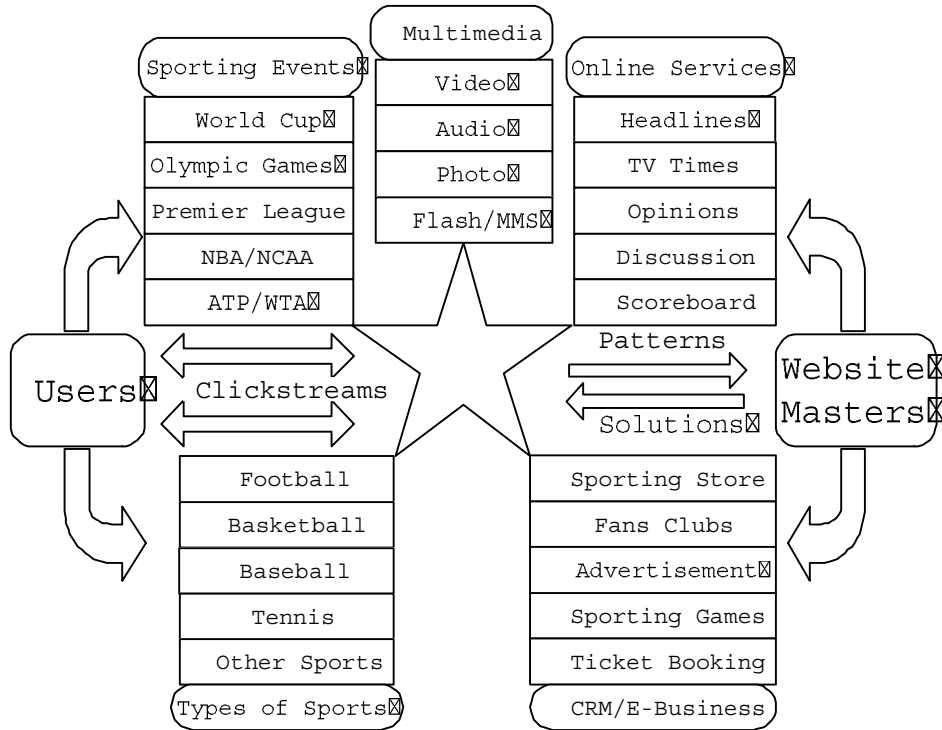 Multimedia
Video
Audio
Photo
Flash/MMS
Sporting Events
World Cup
Olympic Games
Premier League
NBA/NCAA
ATP/WTA
Online Services
Headlines
TV Times
Opinions
Discussion
Scoreboard
Users
Clickstreams
Patterns
Solutions
Website
Masters
Football
Basketball
Baseball
Tennis
Other Sports
Types of Sports
Sporting Store
Fans Clubs
Advertisement
Sporting Games
Ticket Booking
CRM/E-Business